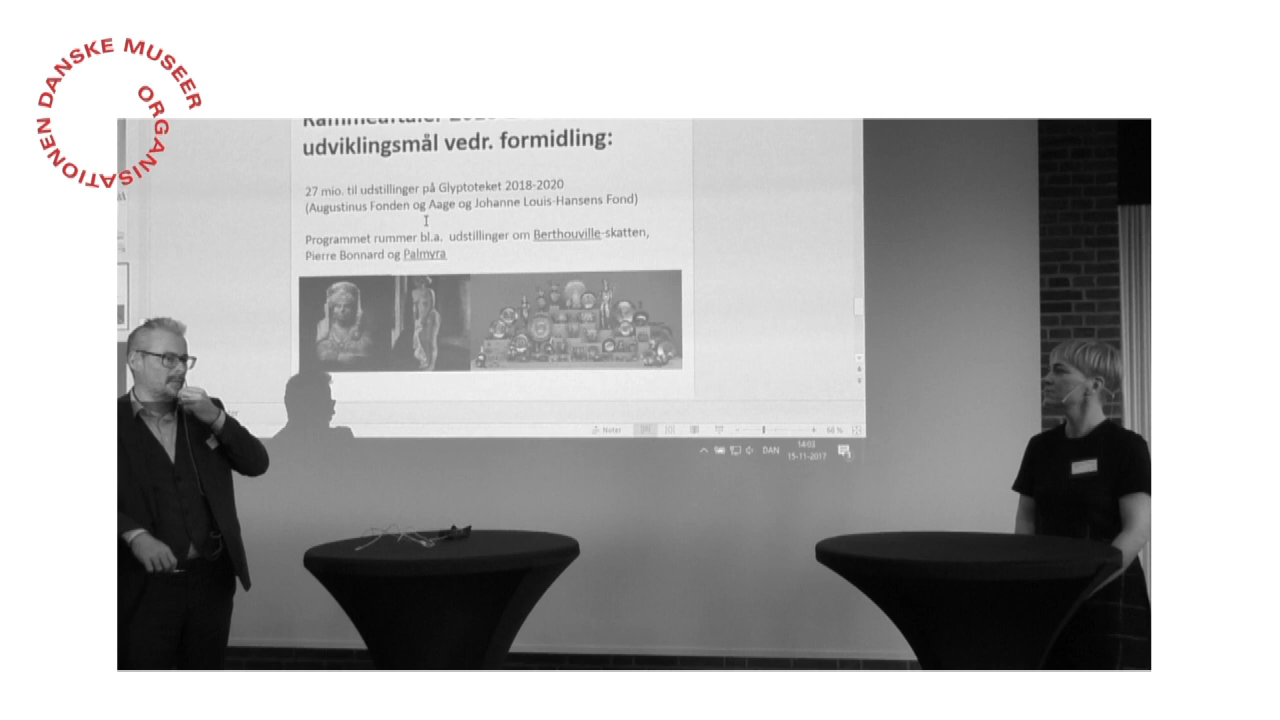 ORGANISATIONEN DANSKE MUSEER
udviklingsmål vedr. formidling:
27 mio. til udstillinger på Glyptoteket 2018-2020
(Augustinus Fonden og Aage og Johanne Louis-Hansens Fond)
Programmet rummer bl.a. udstillinger om Berthouville-skatten,
Pierre Bonnard og Palmyra
Noter
66 %
DAN
14:03
15-11-2017